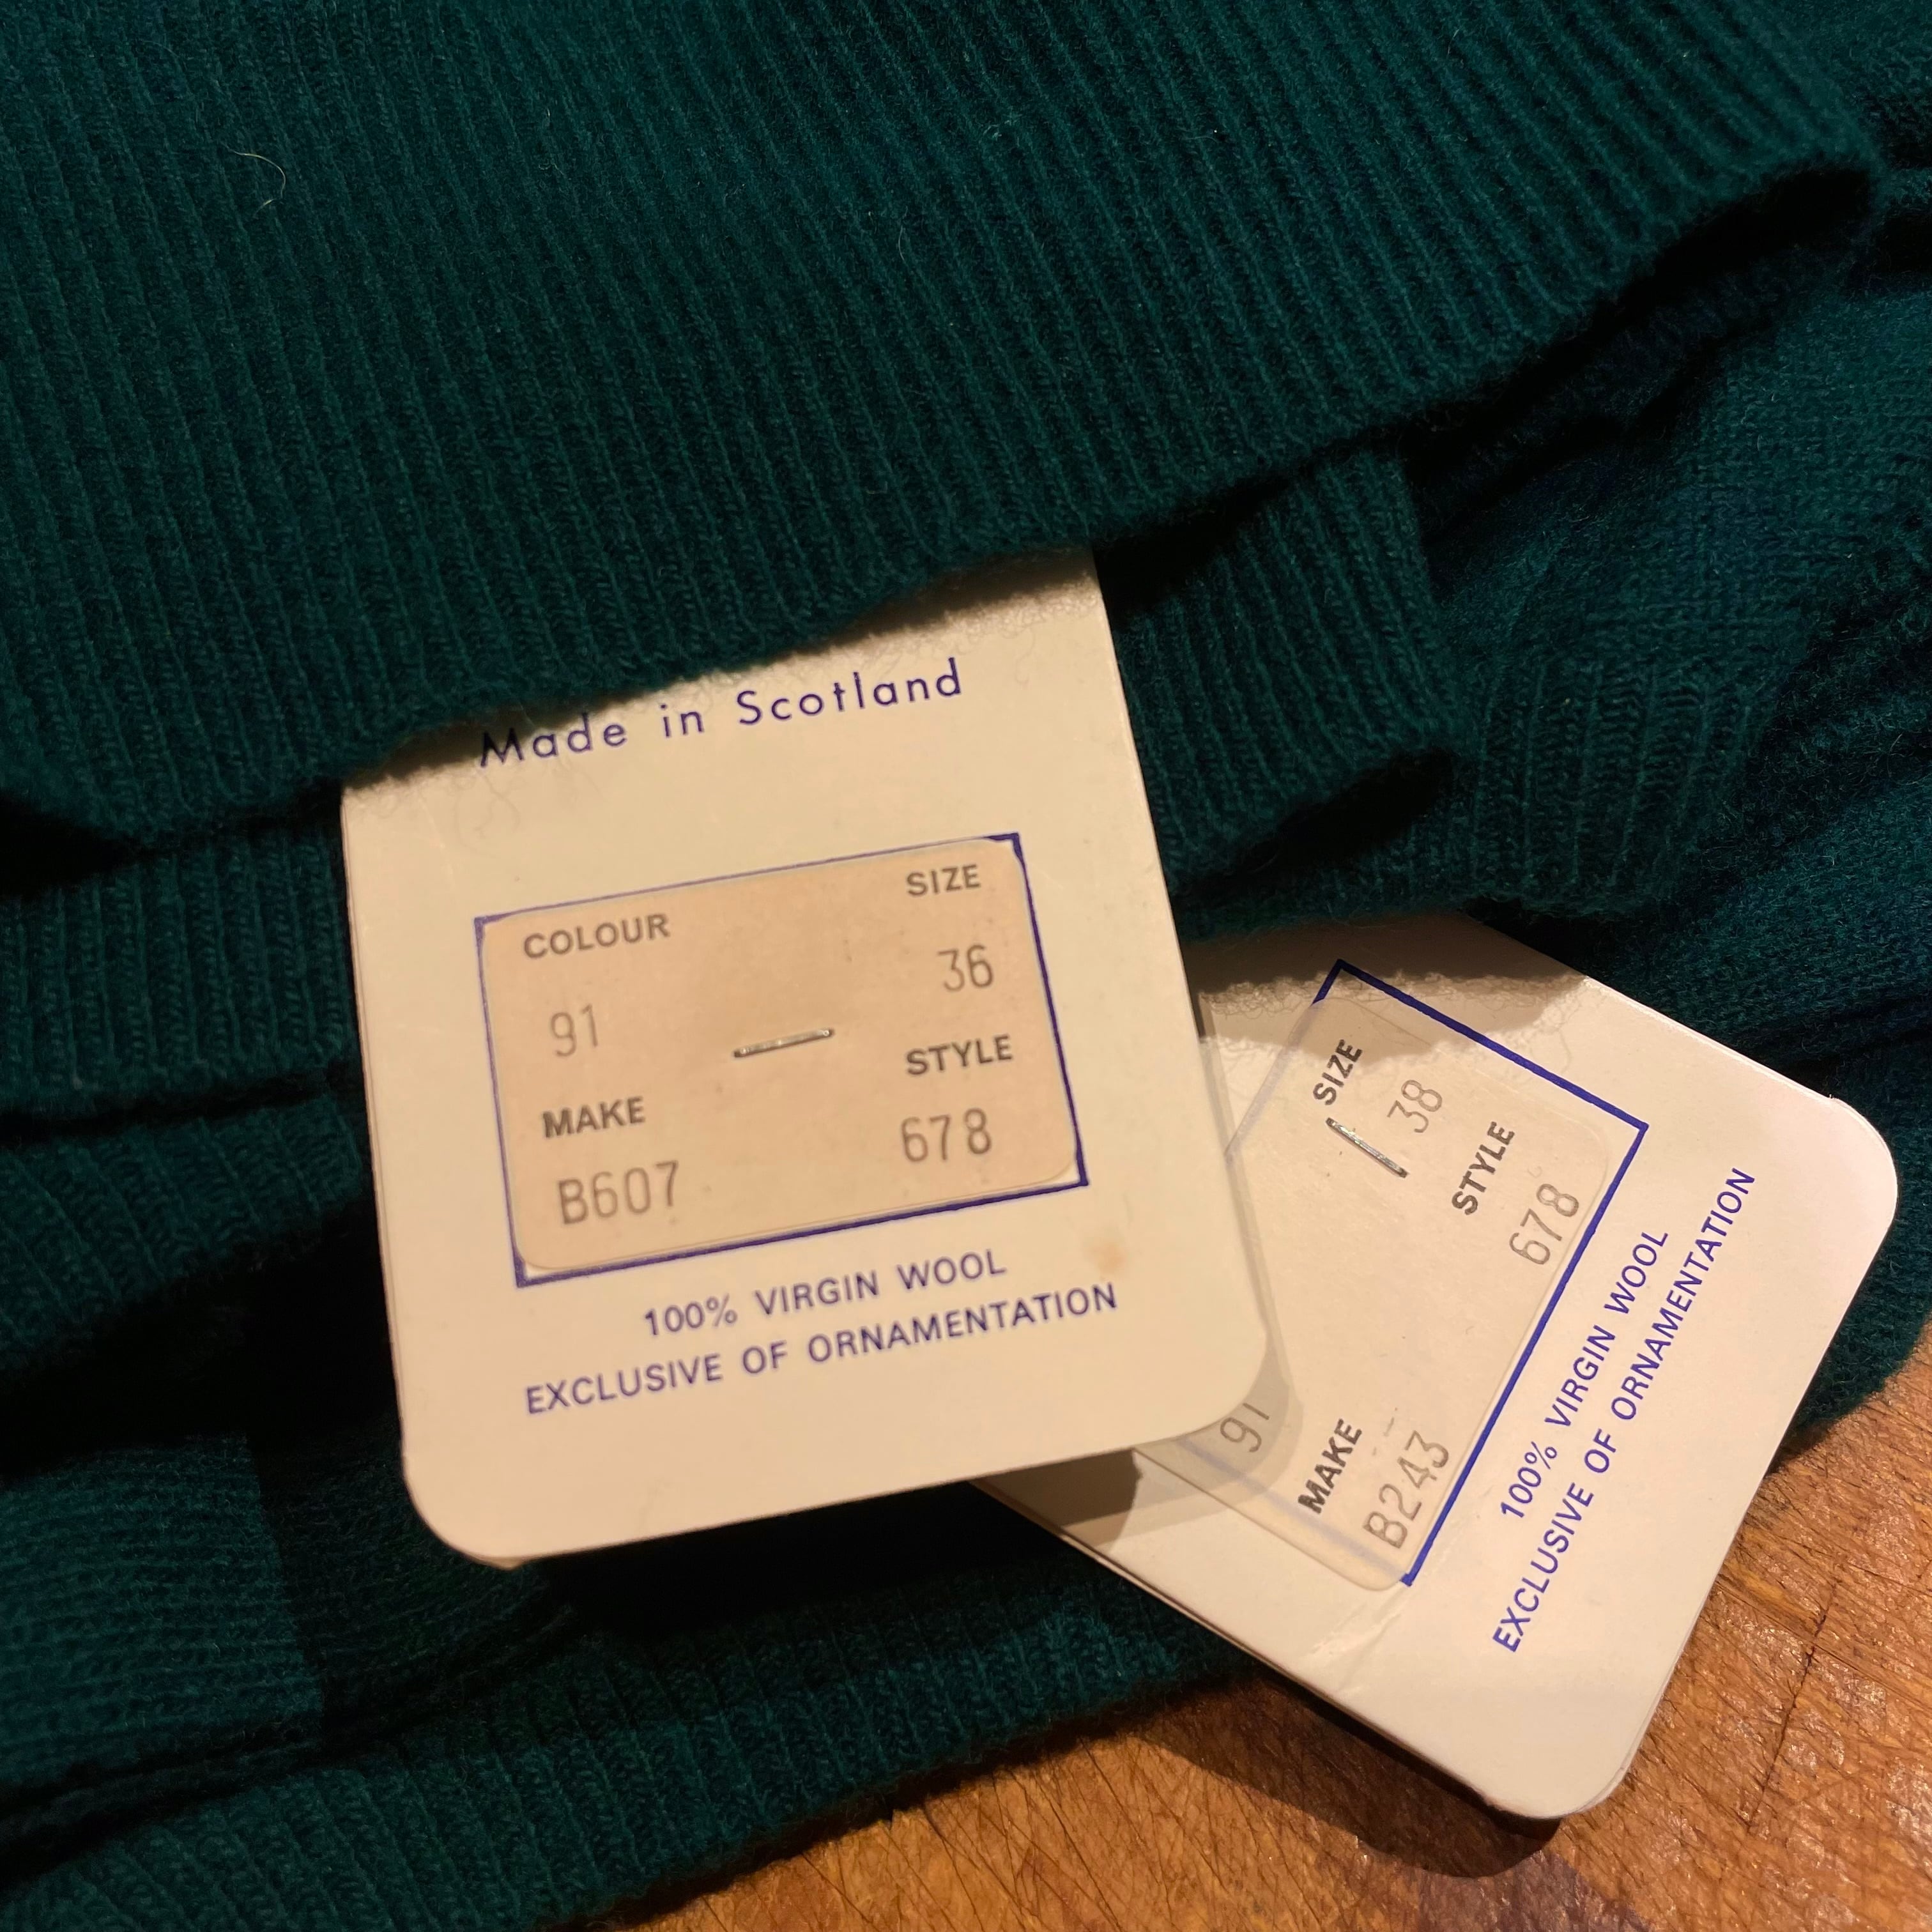 Made in Scotland
COLOUR SIZE
91 36
MAKE STYLE
B607 678
100% VIRGIN WOOL
EXCLUSIVE OF ORNAMENTATION
SIZE
91 38
MAKE STYLE
B243 678
100% VIRGIN WOOL
EXCLUSIVE OF ORNAMENTATION